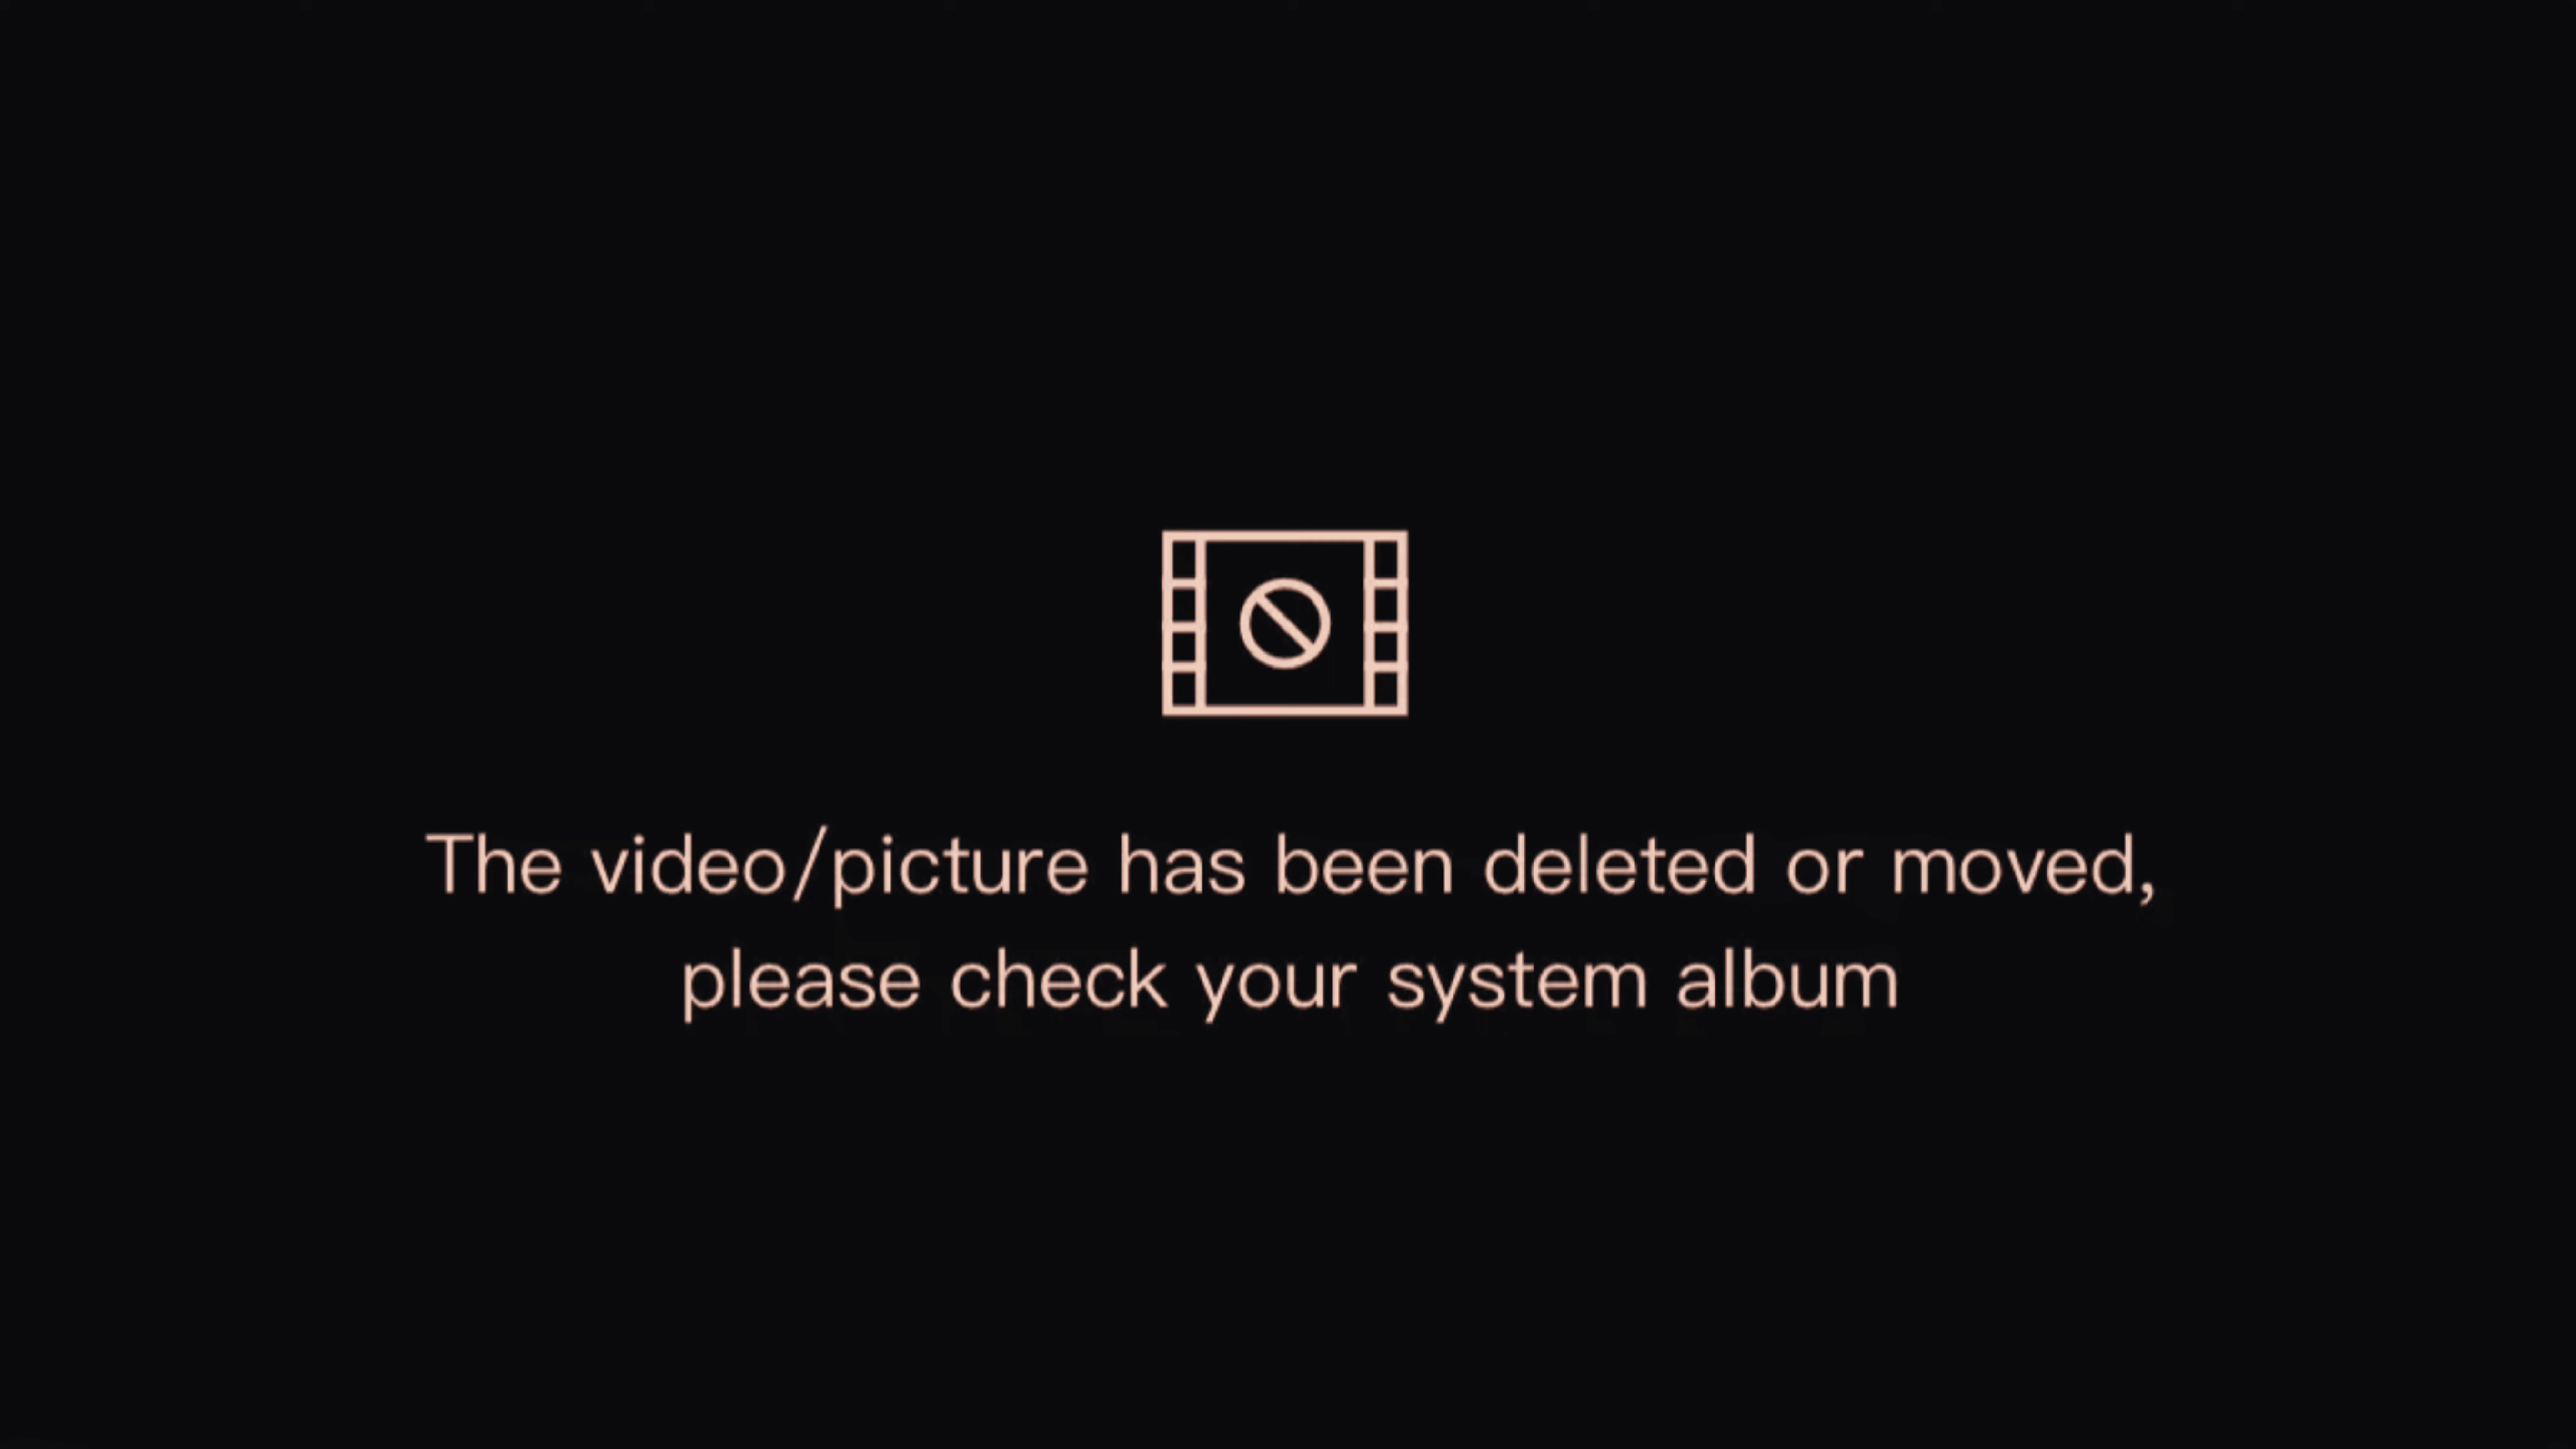 The video/picture has been deleted or moved,
please check your system album